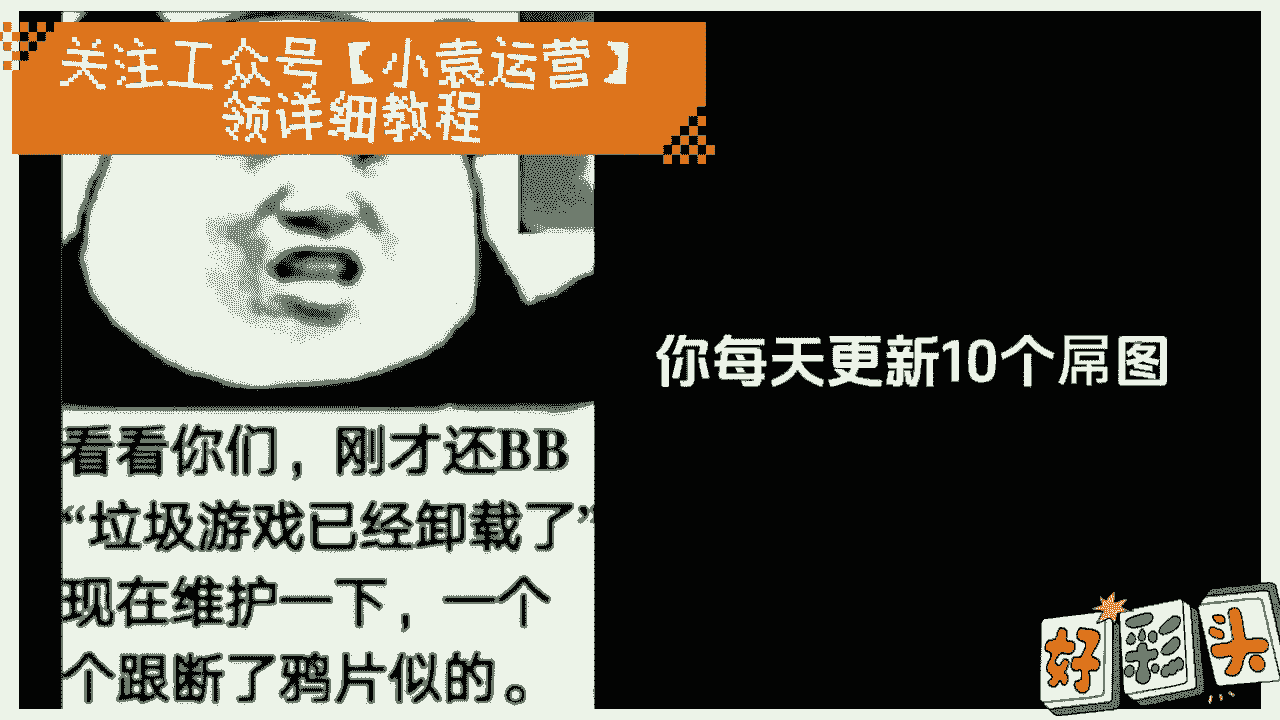 关注工众号【小袁运营】
领详细教程
你每天更新10个屌图
看看你们，刚才还BB
“垃圾游戏已经卸载了”
现在维护一下，一个
个跟断了鸦片似的。
好彩头